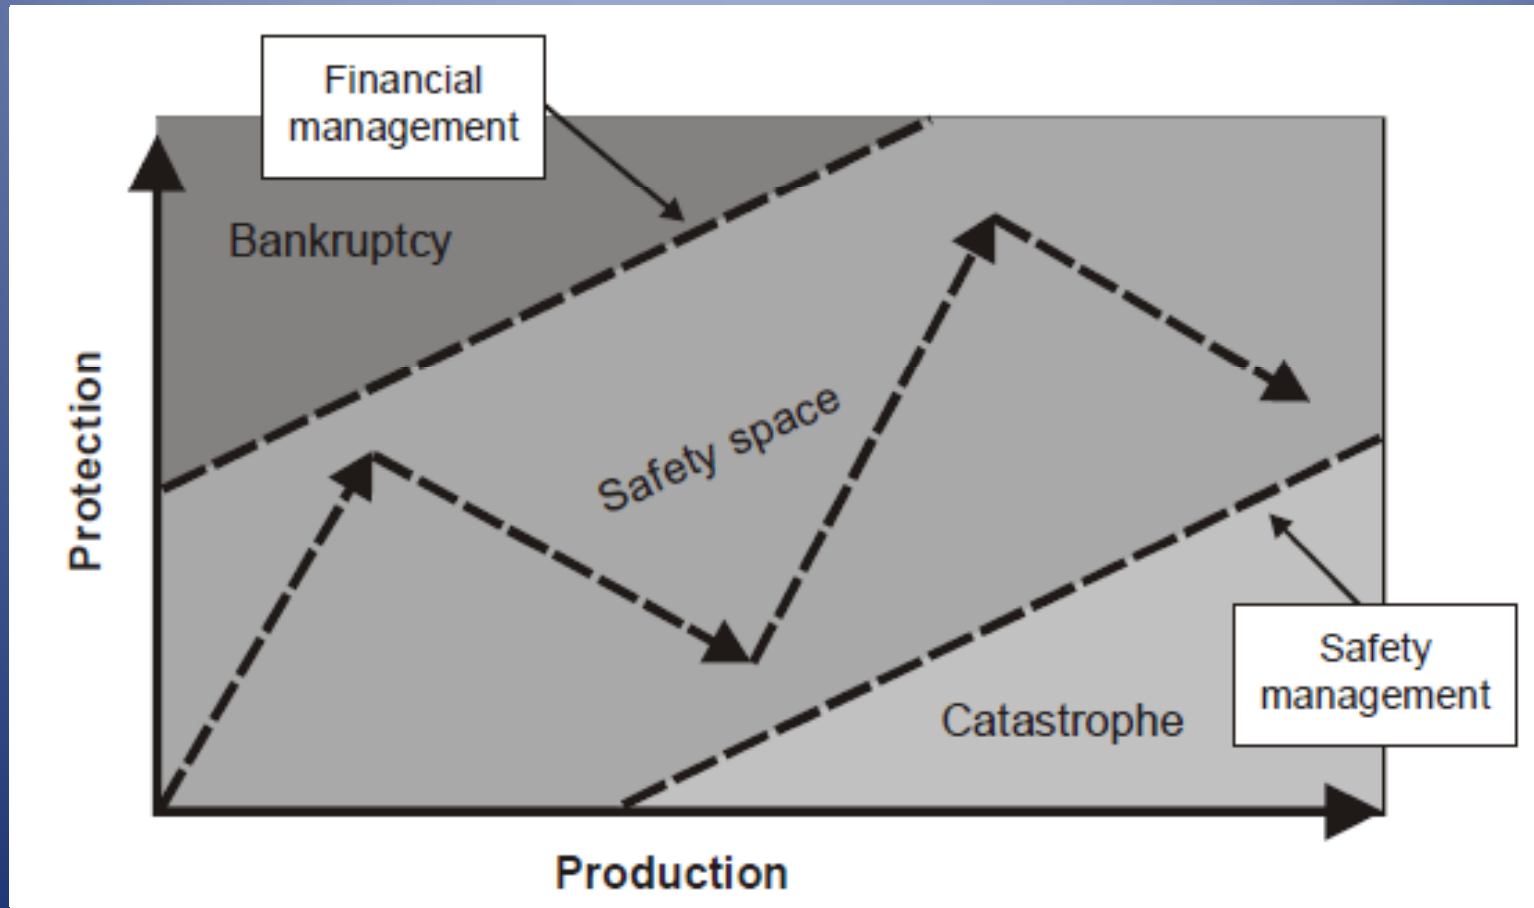 Financial
management
Bankruptcy
Safety space
Protection
Safety
management
Catastrophe
Production